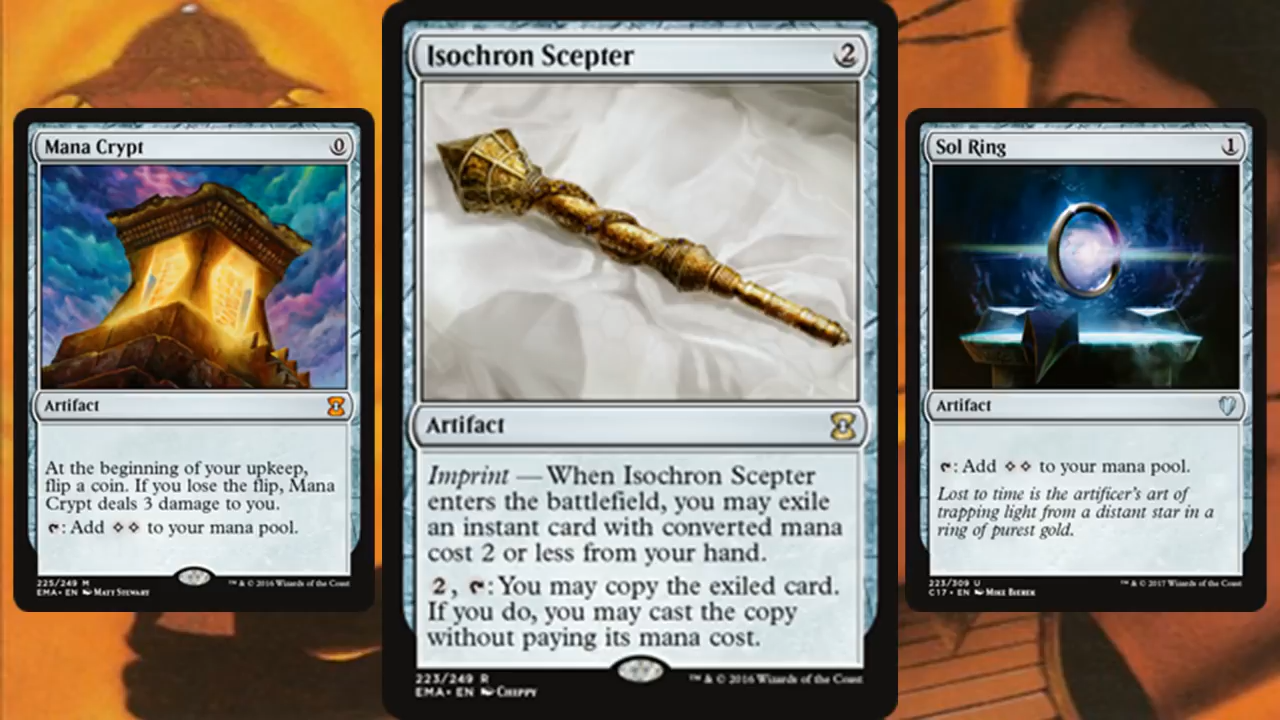 Mana Crypt 0
Artifact
At the beginning of your upkeep,
flip a coin. If you lose the flip, Mana
Crypt deals 3 damage to you.
: Add to your mana pool.
225/249 M
EMA • EN Matt Stewart
™ & © 2016 Wizards of the Coast
Isochron Scepter 2
Artifact
Imprint — When Isochron Scepter
enters the battlefield, you may exile
an instant card with converted mana
cost 2 or less from your hand.
2, : You may copy the exiled card.
If you do, you may cast the copy
without paying its mana cost.
223/249 R
EMA • EN Chippy
™ & © 2016 Wizards of the Coast
Sol Ring 1
Artifact
: Add to your mana pool.
Lost to time is the artificer's art of
trapping light from a distant star in a
ring of purest gold.
223/309 U
C17 • EN Mike Bierek
™ & © 2017 Wizards of the Coast